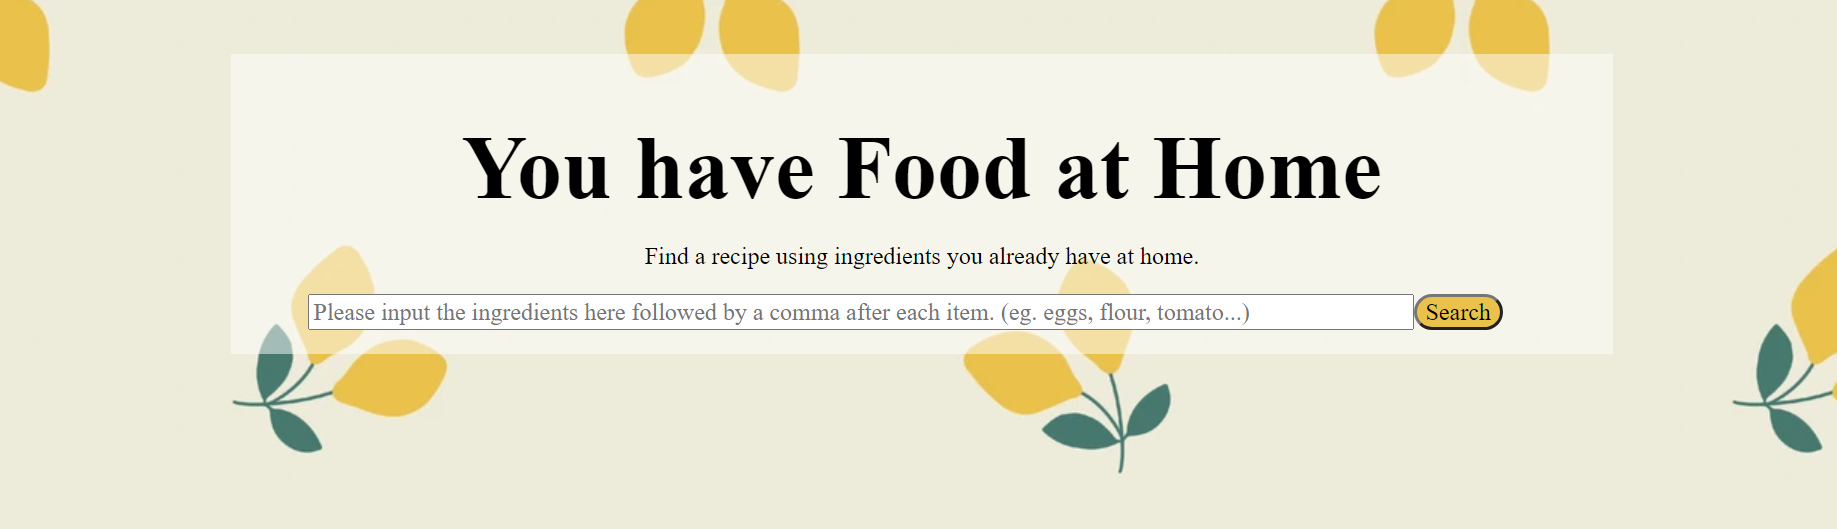 You have Food at Home
Find a recipe using ingredients you already have at home.
Please input the ingredients here followed by a comma after each item. (eg. eggs, flour, tomato...)
Search